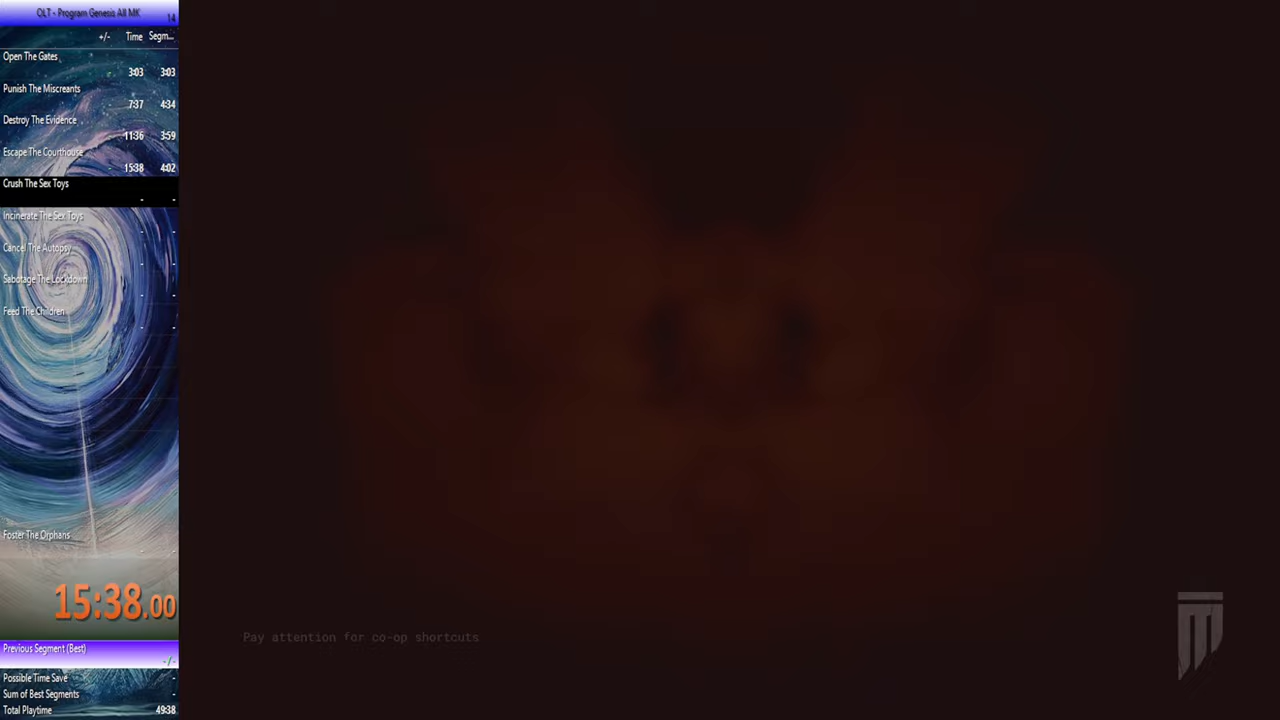 OLT - Program Genesis All MK
14
+/- Time Segm...
Open The Gates
3:03 3:03
Punish The Miscreants
7:37 4:34
Destroy The Evidence
11:36 3:59
Escape The Courthouse
- 15:38 4:02
Crush The Sex Toys
- -
Incinerate The Sex Toys
- -
Cancel The Autopsy
- -
Sabotage The Lockdown
- -
Feed The Children
- -
Foster The Orphans
- -
15:38.00
Pay attention for co-op shortcuts
Previous Segment (Best)
- / -
Possible Time Save -
Sum of Best Segments -
Total Playtime 49:38